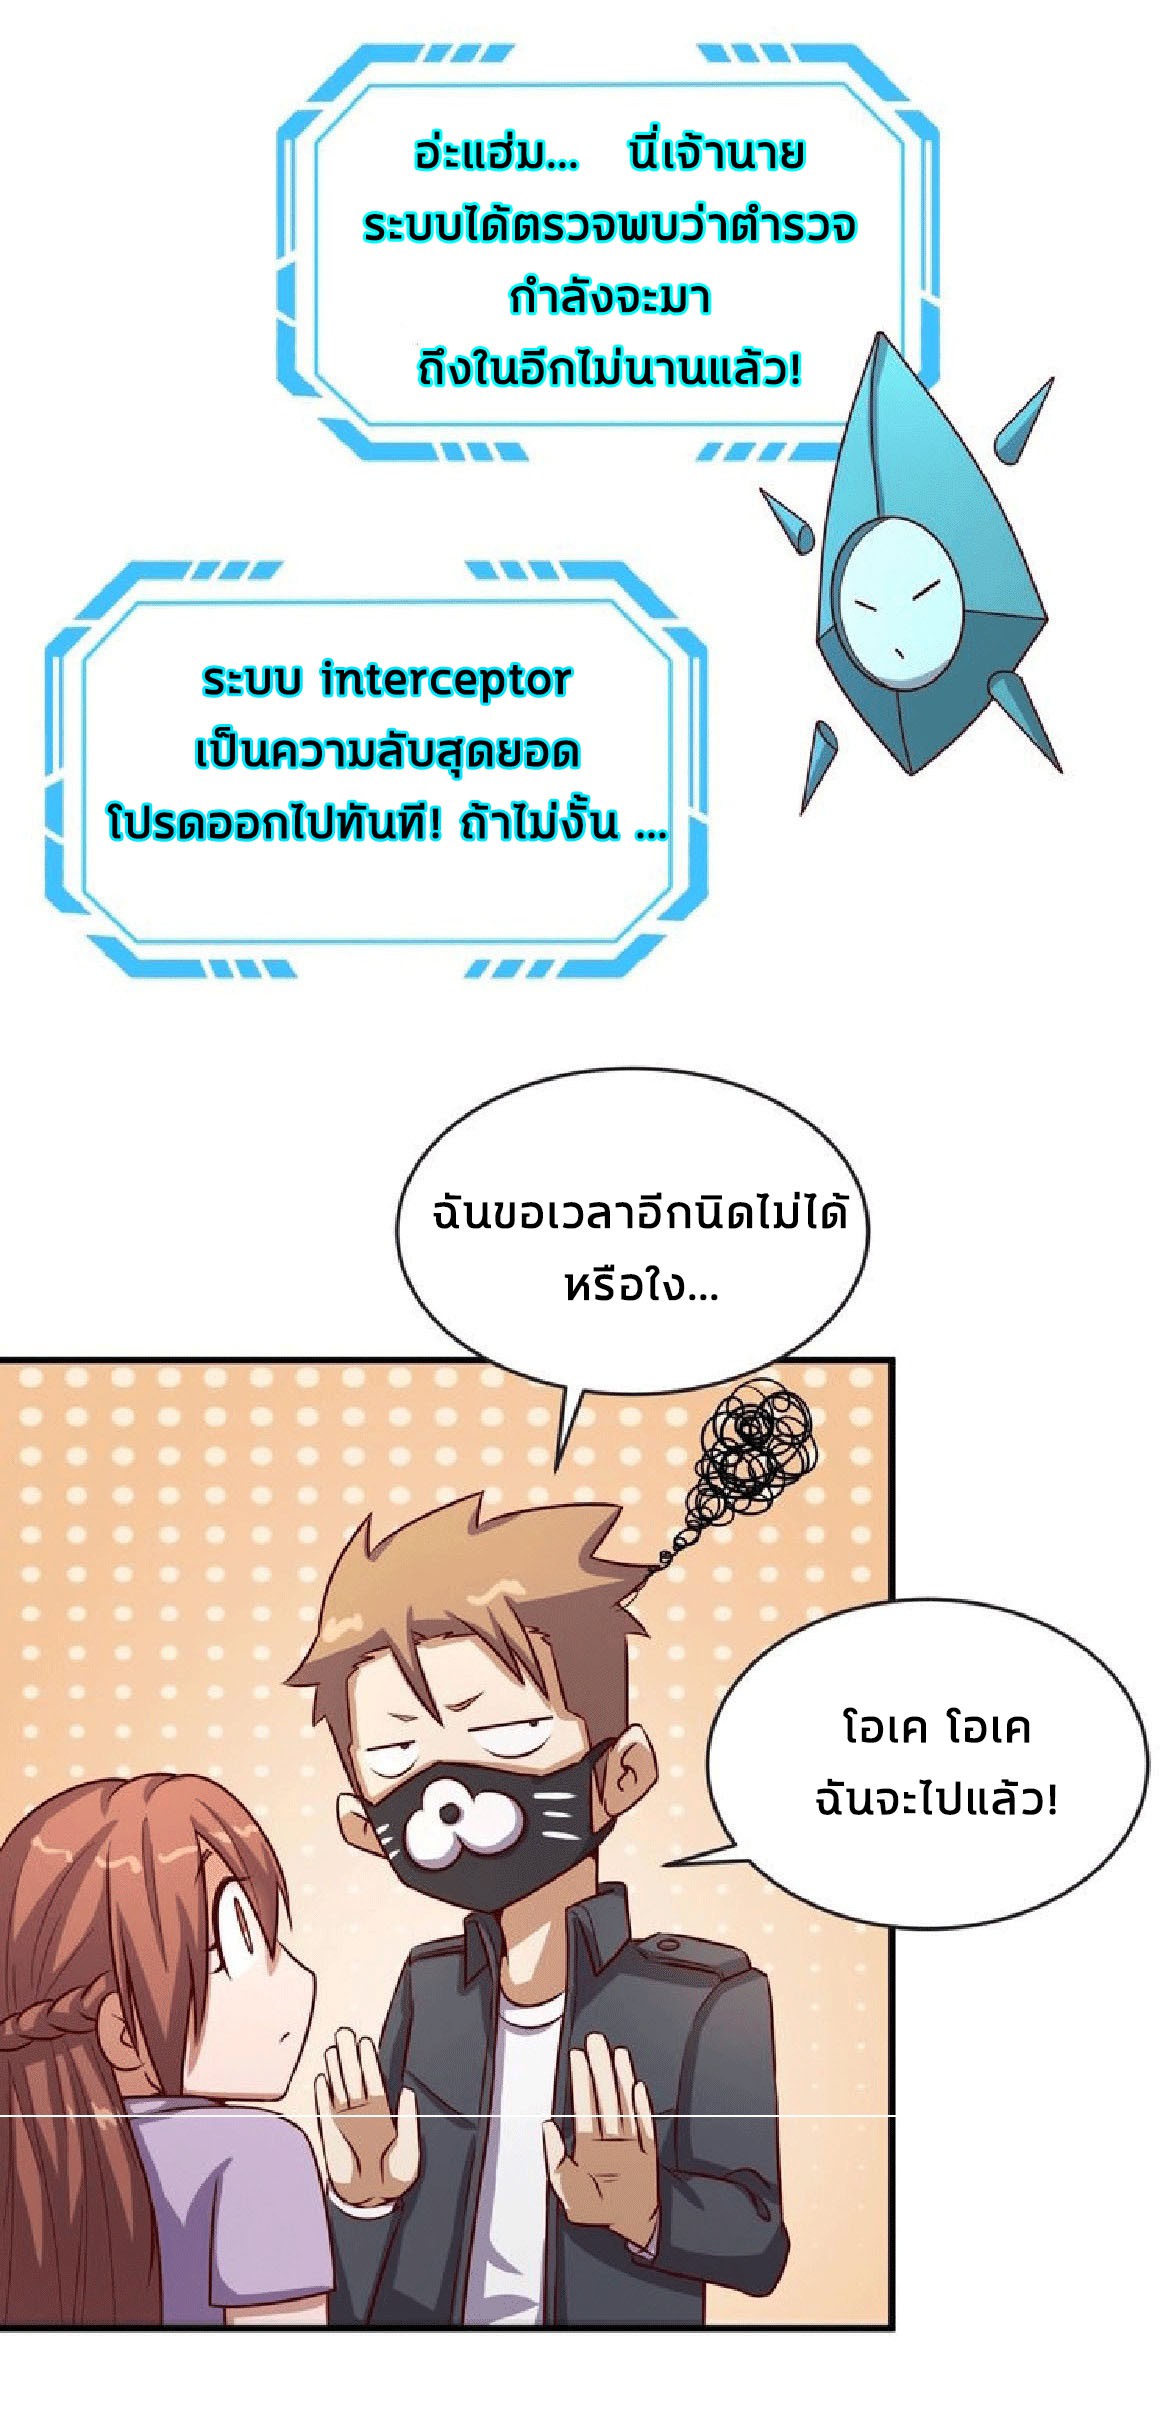 อ่ะแฮ่ม... นี่เจ้านาย
ระบบได้ตรวจพบว่าตำรวจ
กำลังจะมา
ถึงในอีกไม่นานแล้ว!
ระบบ interceptor
เป็นความลับสุดยอด
โปรดออกไปทันที! ถ้าไม่งั้น ...
ฉันขอเวลาอีกนิดไม่ได้
หรือใง...
โอเค โอเค
ฉันจะไปแล้ว!